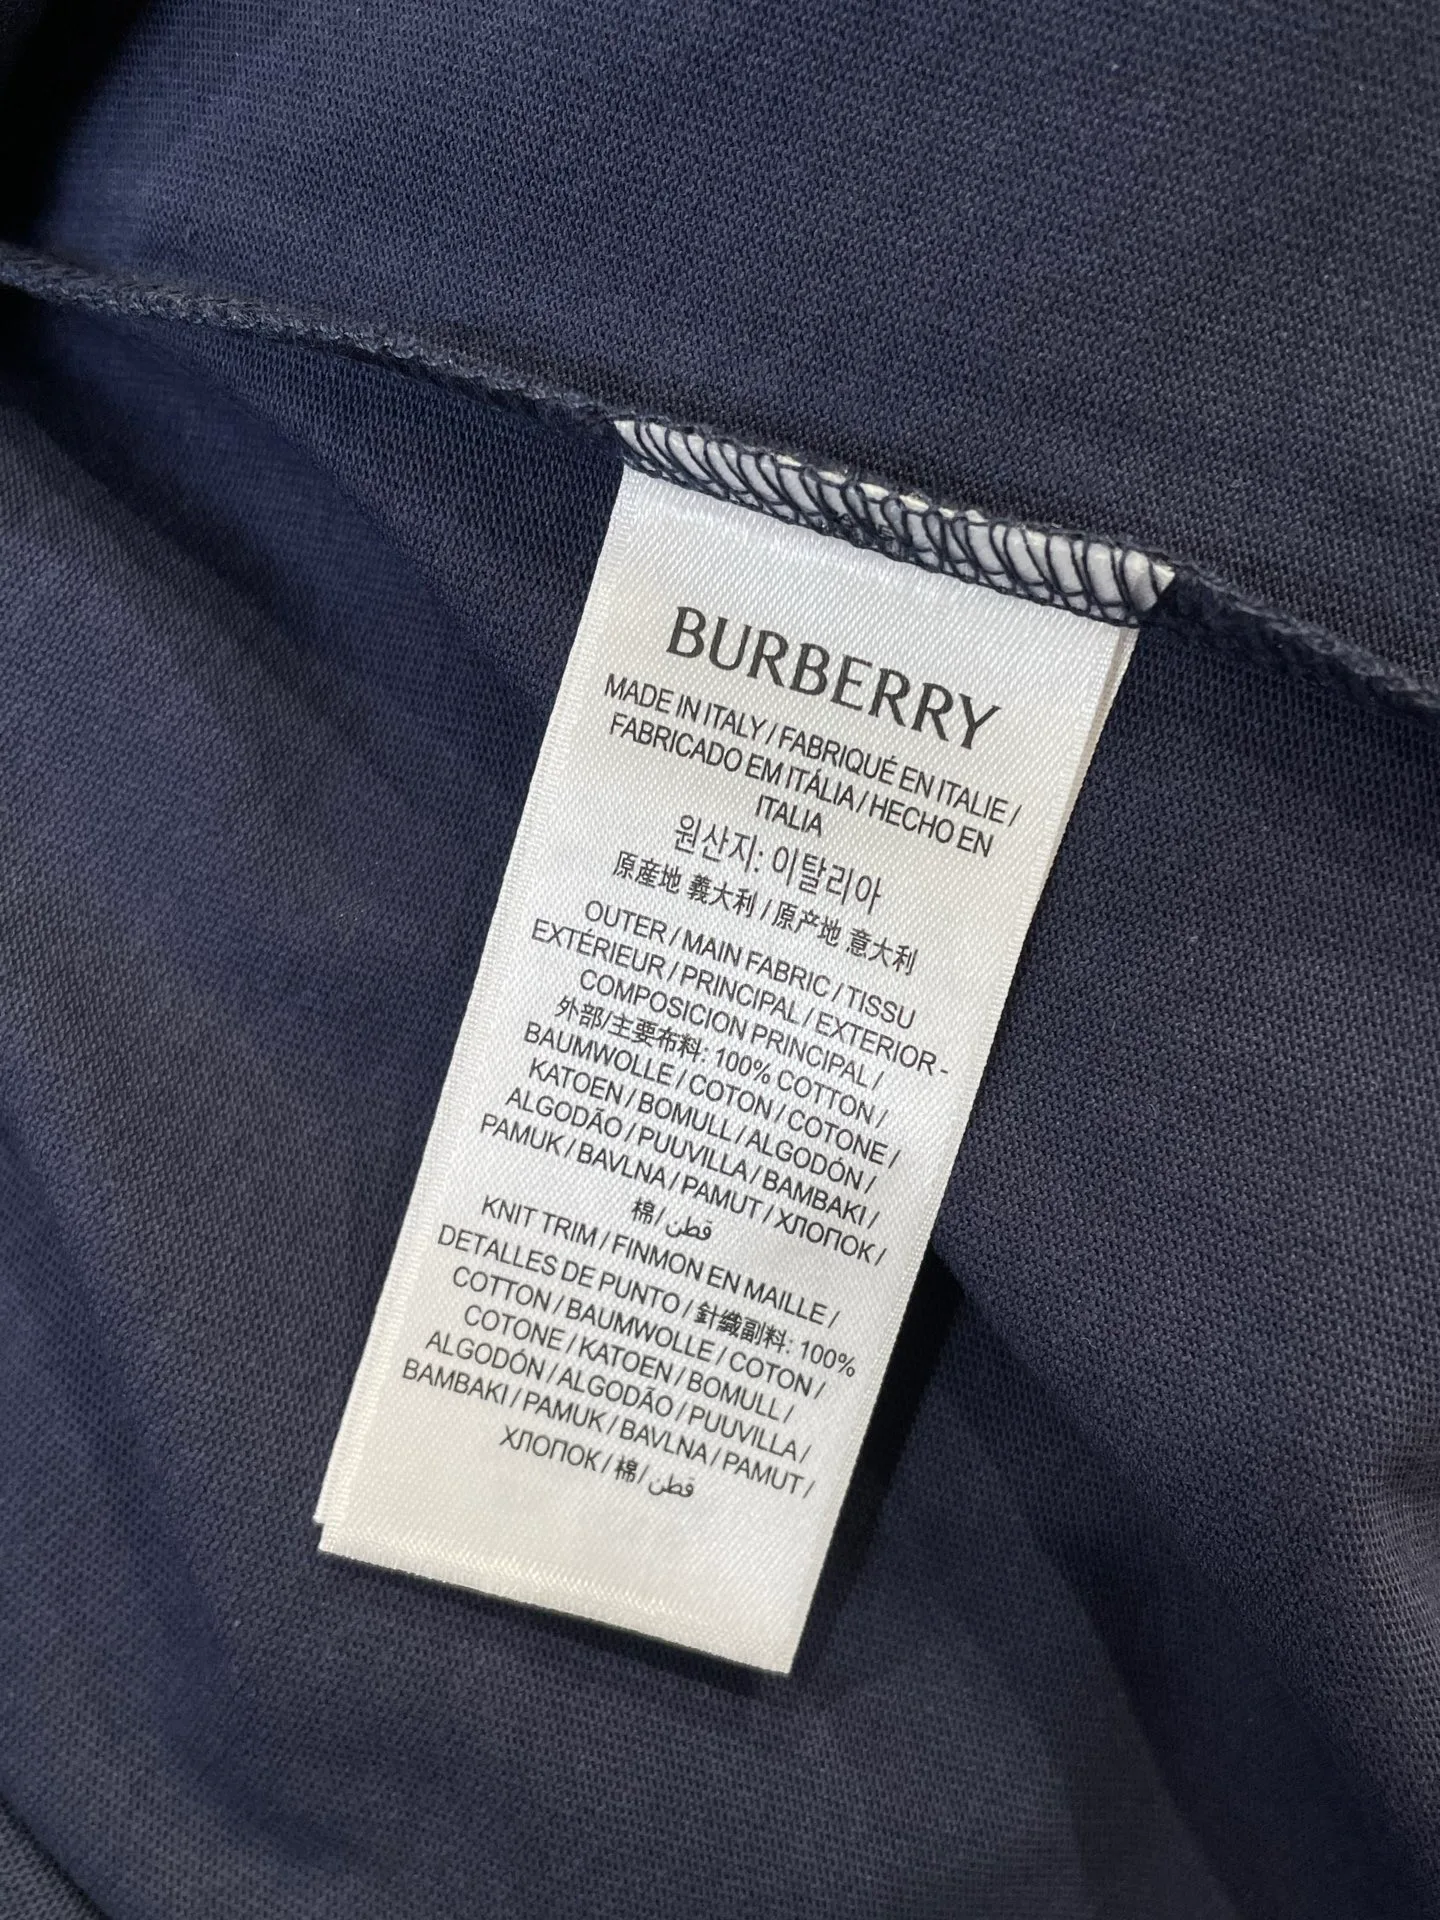 BURBERRY
MADE IN ITALY / FABRIQUÉ EN ITALIE /
FABRICADO EM ITÁLIA / HECHO EN
ITALIA
원산지: 이탈리아
原産地 義大利 / 原产地 意大利
OUTER / MAIN FABRIC / TISSU
EXTÉRIEUR / PRINCIPAL / EXTERIOR -
COMPOSICION PRINCIPAL /
外部/主要布料: 100% COTTON /
BAUMWOLLE / COTON / COTONE /
KATOEN / BOMULL / ALGODÓN /
ALGODÃO / PUUVILLA / BAMBAKI /
PAMUK / BAVLNA / PAMUT / ХЛОПОК /
棉 / قطن
KNIT TRIM / FINMON EN MAILLE /
DETALLES DE PUNTO / 針織副料: 100%
COTTON / BAUMWOLLE / COTON /
COTONE / KATOEN / BOMULL /
ALGODÓN / ALGODÃO / PUUVILLA /
BAMBAKI / PAMUK / BAVLNA / PAMUT /
ХЛОПОК / 棉 / قطن